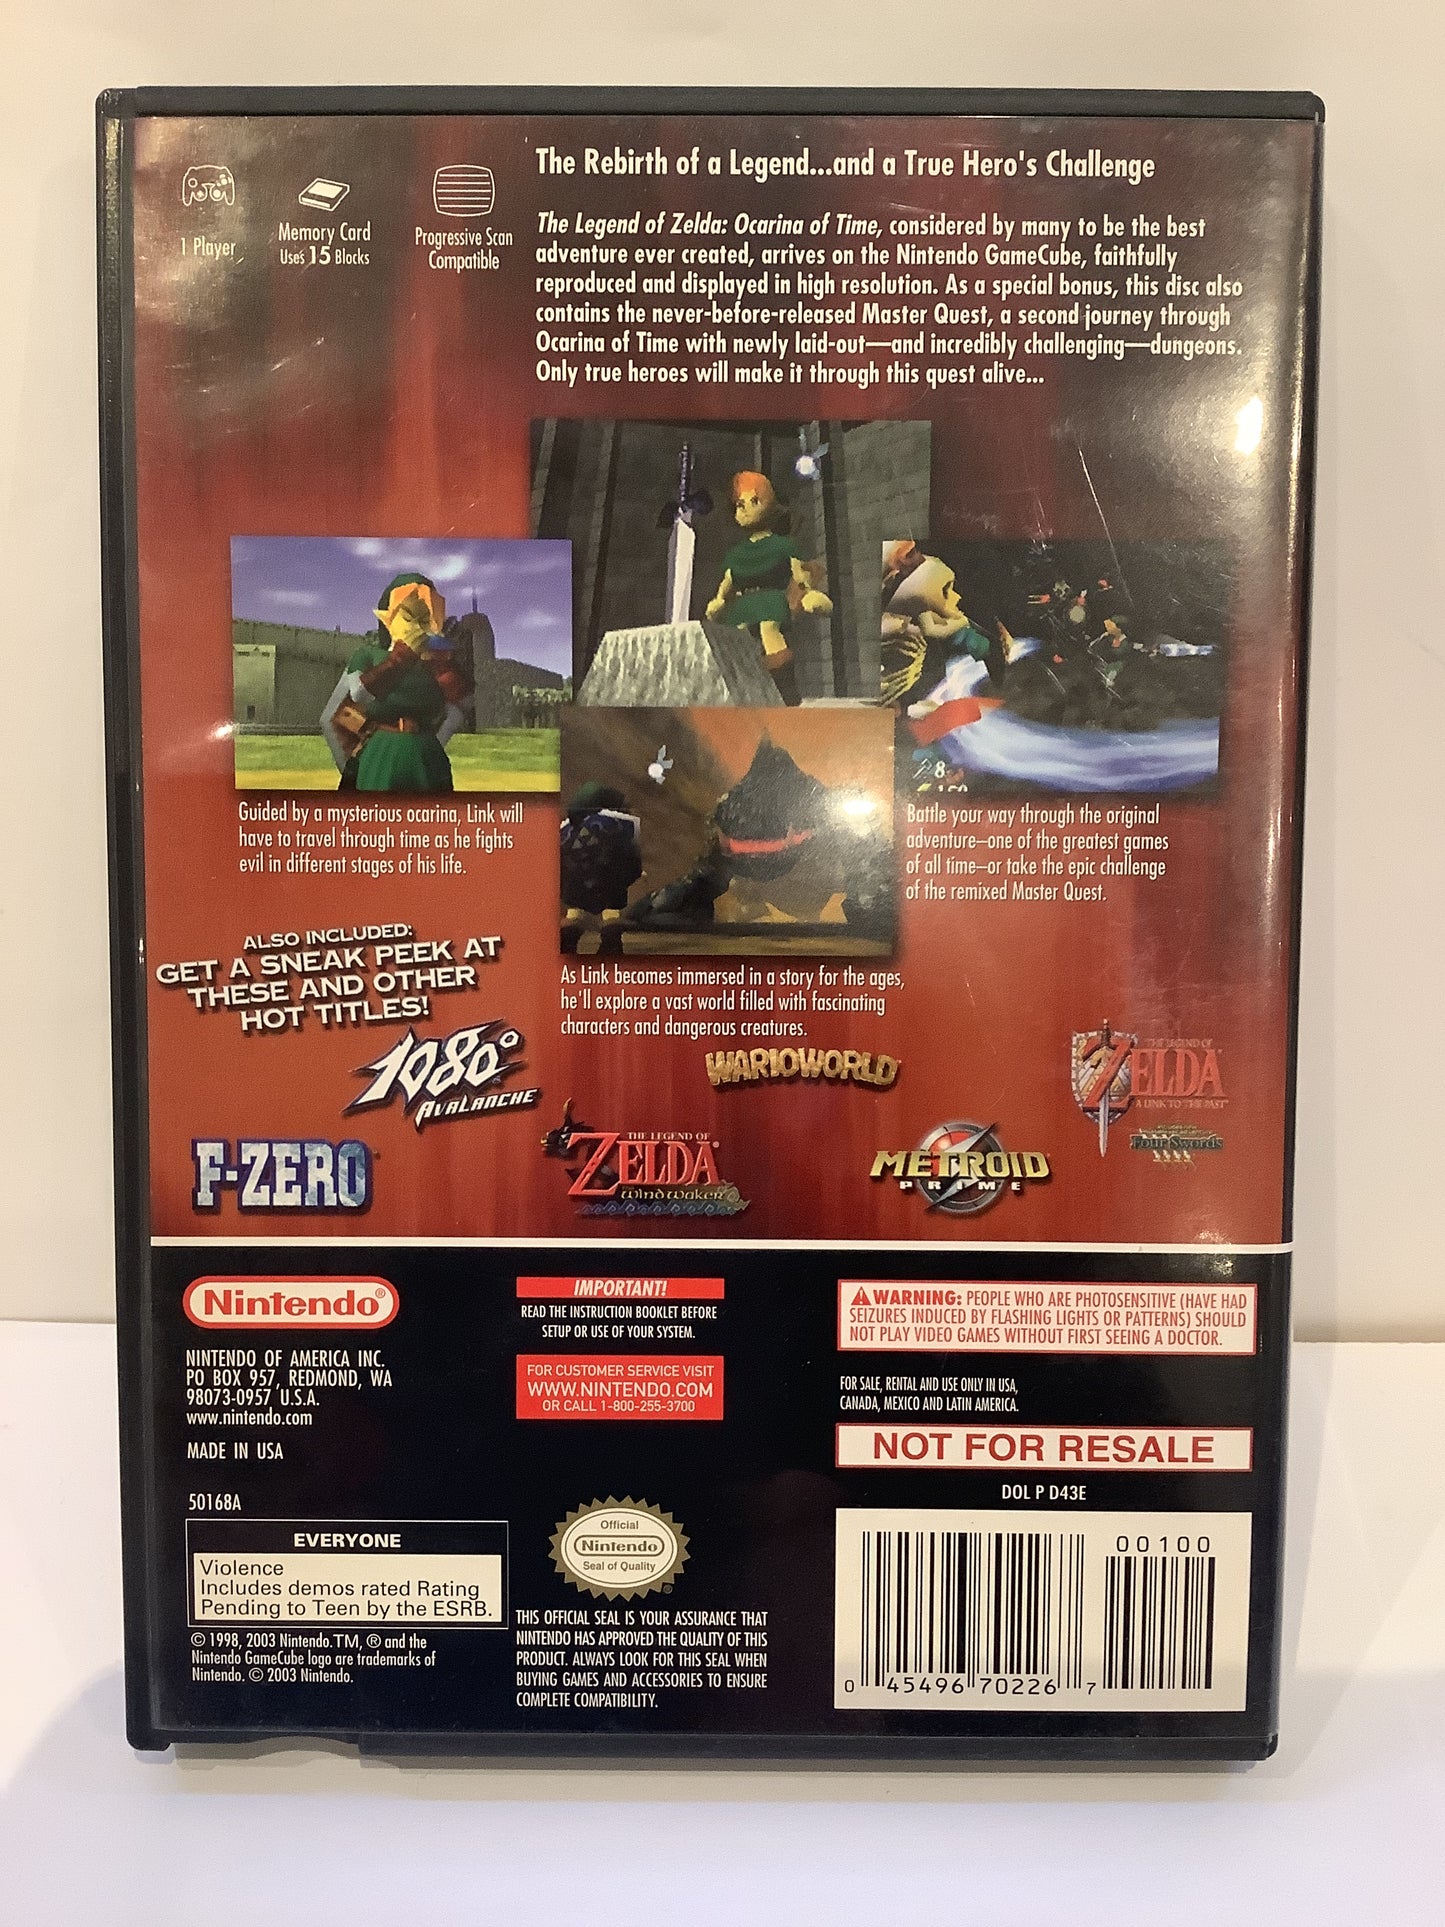 The Rebirth of a Legend...and a True Hero's Challenge
1 Player
Memory Card
Uses 15 Blocks
Progressive Scan
Compatible
The Legend of Zelda: Ocarina of Time, considered by many to be the best
adventure ever created, arrives on the Nintendo GameCube, faithfully
reproduced and displayed in high resolution. As a special bonus, this disc also
contains the never-before-released Master Quest, a second journey through
Ocarina of Time with newly laid-out—and incredibly challenging—dungeons.
Only true heroes will make it through this quest alive...
8
Guided by a mysterious ocarina, Link will
have to travel through time as he fights
evil in different stages of his life.
Battle your way through the original
adventure–one of the greatest games
of all time–or take the epic challenge
of the remixed Master Quest.
As Link becomes immersed in a story for the ages,
he'll explore a vast world filled with fascinating
characters and dangerous creatures.
ALSO INCLUDED:
GET A SNEAK PEEK AT
THESE AND OTHER
HOT TITLES!
1080°
AVALANCHE
WARIOWORLD
THE LEGEND OF
ZELDA
A LINK TO THE PAST
FOUR SWORDS
F-ZERO
THE LEGEND OF
ZELDA
WIND WAKER
METROID
PRIME
Nintendo®
NINTENDO OF AMERICA INC.
PO BOX 957, REDMOND, WA
98073-0957 U.S.A.
www.nintendo.com
MADE IN USA
50168A
EVERYONE
Violence
Includes demos rated Rating
Pending to Teen by the ESRB.
© 1998, 2003 Nintendo.TM, ® and the
Nintendo GameCube logo are trademarks of
Nintendo. © 2003 Nintendo.
IMPORTANT!
READ THE INSTRUCTION BOOKLET BEFORE
SETUP OR USE OF YOUR SYSTEM.
FOR CUSTOMER SERVICE VISIT
WWW.NINTENDO.COM
OR CALL 1-800-255-3700
Official
Nintendo
Seal of Quality
®
THIS OFFICIAL SEAL IS YOUR ASSURANCE THAT
NINTENDO HAS APPROVED THE QUALITY OF THIS
PRODUCT. ALWAYS LOOK FOR THIS SEAL WHEN
BUYING GAMES AND ACCESSORIES TO ENSURE
COMPLETE COMPATIBILITY.
WARNING: PEOPLE WHO ARE PHOTOSENSITIVE (HAVE HAD
SEIZURES INDUCED BY FLASHING LIGHTS OR PATTERNS) SHOULD
NOT PLAY VIDEO GAMES WITHOUT FIRST SEEING A DOCTOR.
FOR SALE, RENTAL AND USE ONLY IN USA,
CANADA, MEXICO AND LATIN AMERICA.
NOT FOR RESALE
DOL P D43E
00100
0 45496 70226 7